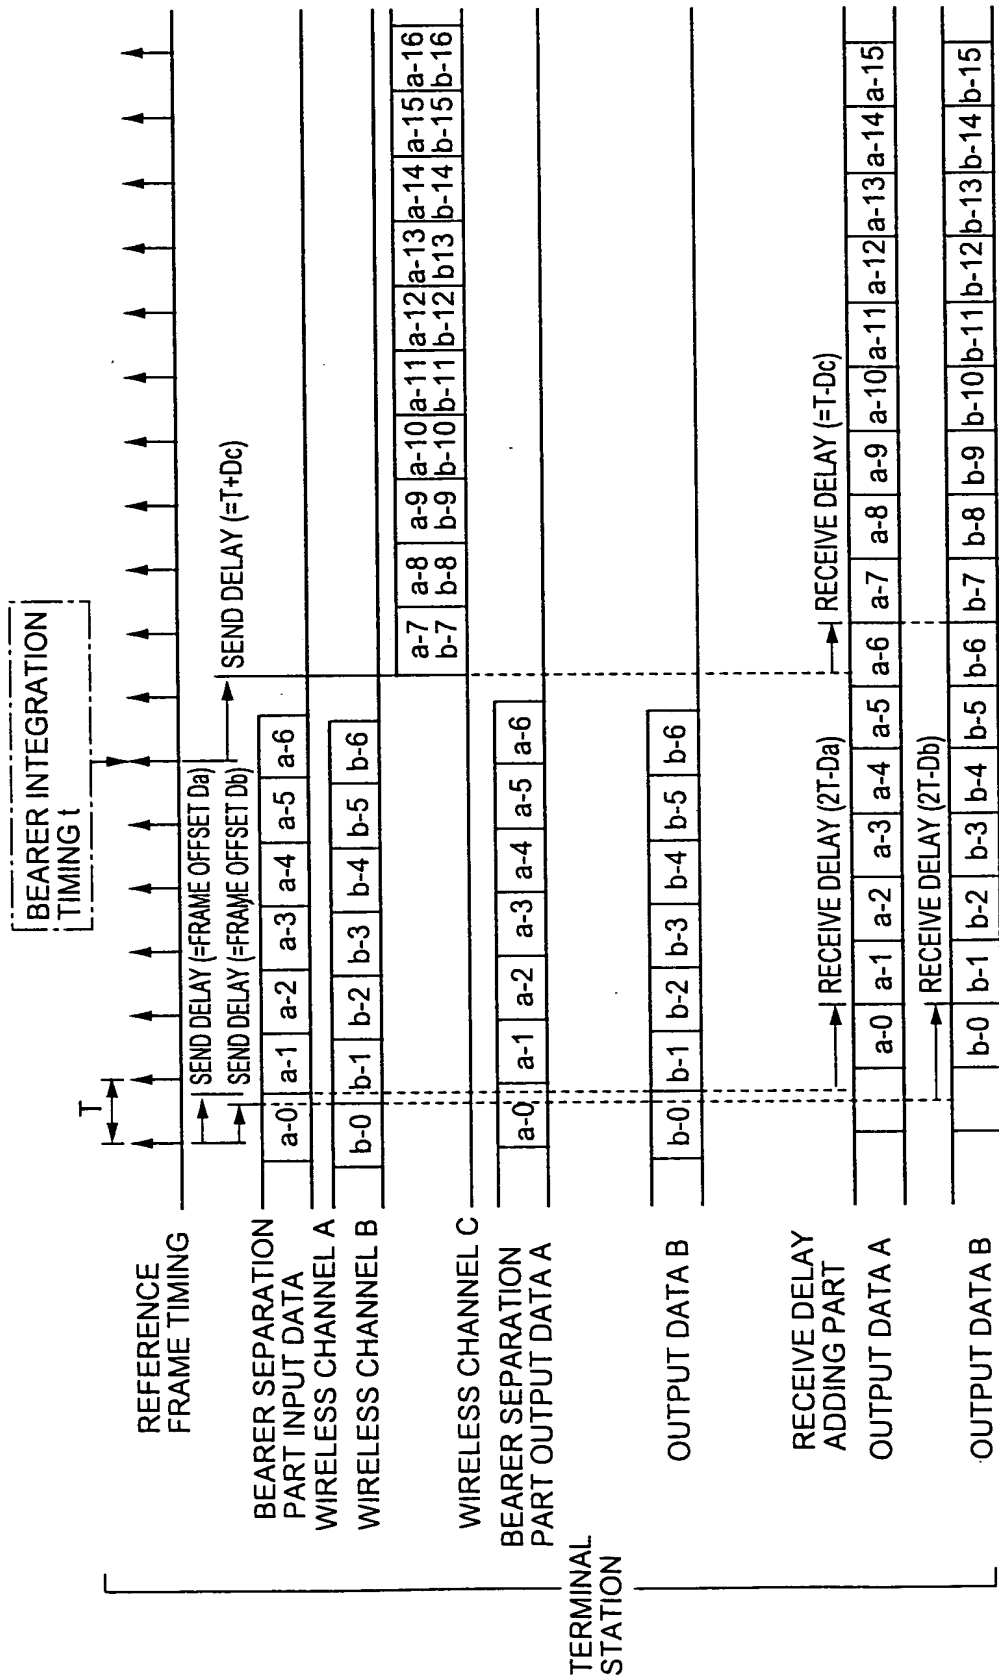 BEARER INTEGRATION
TIMING t
T
REFERENCE
FRAME TIMING
SEND DELAY (=FRAME OFFSET Da)
SEND DELAY (=FRAME OFFSET Db)
SEND DELAY (=T+Dc)
BEARER SEPARATION
PART INPUT DATA
WIRELESS CHANNEL A
a-0 a-1 a-2 a-3 a-4 a-5 a-6
WIRELESS CHANNEL B
b-0 b-1 b-2 b-3 b-4 b-5 b-6
WIRELESS CHANNEL C
a-7 a-8 a-9 a-10 a-11 a-12 a-13 a-14 a-15 a-16
b-7 b-8 b-9 b-10 b-11 b-12 b13 b-14 b-15 b-16
BEARER SEPARATION
PART OUTPUT DATA A
a-0 a-1 a-2 a-3 a-4 a-5 a-6
OUTPUT DATA B
b-0 b-1 b-2 b-3 b-4 b-5 b-6
RECEIVE DELAY
ADDING PART
OUTPUT DATA A
RECEIVE DELAY (2T-Da)
RECEIVE DELAY (=T-Dc)
a-0 a-1 a-2 a-3 a-4 a-5 a-6 a-7 a-8 a-9 a-10 a-11 a-12 a-13 a-14 a-15
RECEIVE DELAY (2T-Db)
OUTPUT DATA B
b-0 b-1 b-2 b-3 b-4 b-5 b-6 b-7 b-8 b-9 b-10 b-11 b-12 b-13 b-14 b-15
TERMINAL
STATION